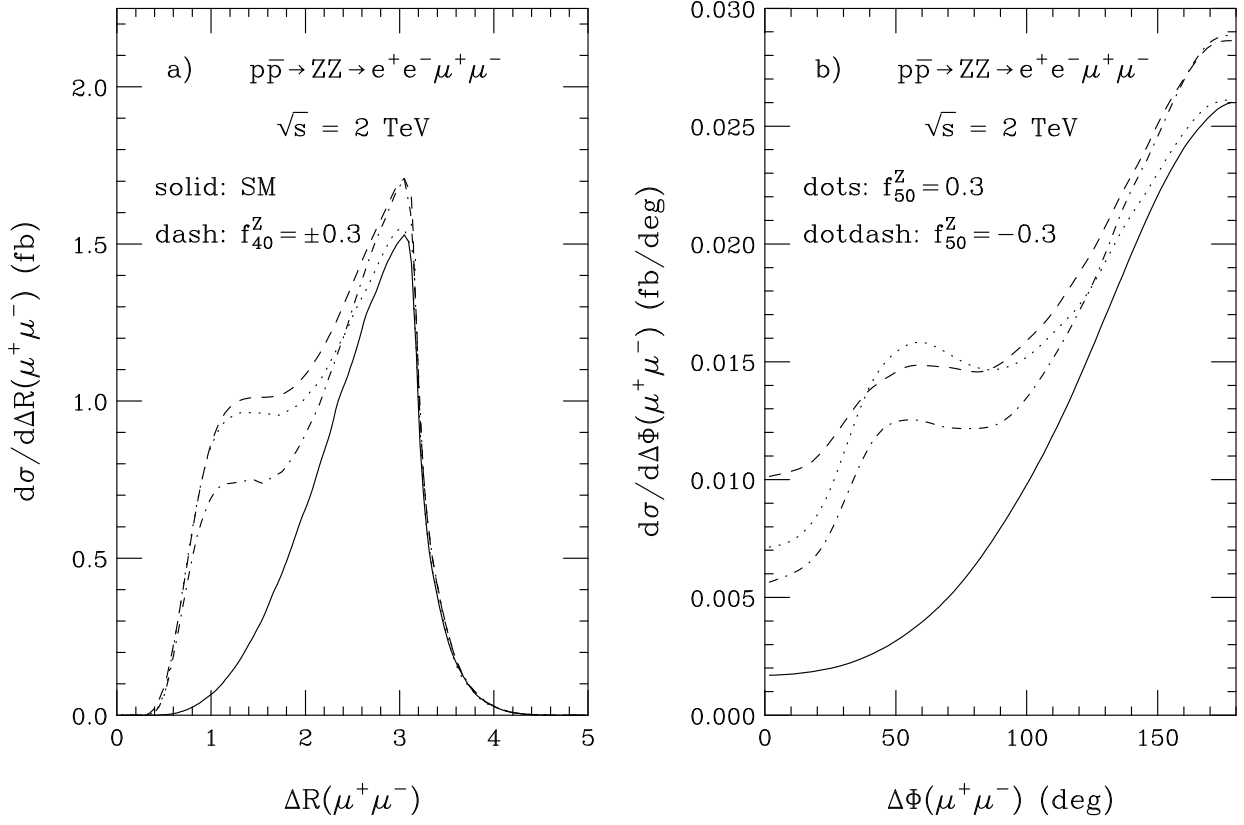 a) pp̄→ZZ→e⁺e⁻μ⁺μ⁻
√s = 2 TeV
solid: SM
dash: f^Z_40=±0.3
dσ/dΔR(μ⁺μ⁻) (fb)
2.0
1.5
1.0
0.5
0.0
0 1 2 3 4 5
ΔR(μ⁺μ⁻)
b) pp̄→ZZ→e⁺e⁻μ⁺μ⁻
√s = 2 TeV
dots: f^Z_50=0.3
dotdash: f^Z_50=−0.3
dσ/dΔΦ(μ⁺μ⁻) (fb/deg)
0.030
0.025
0.020
0.015
0.010
0.005
0.000
0 50 100 150
ΔΦ(μ⁺μ⁻) (deg)